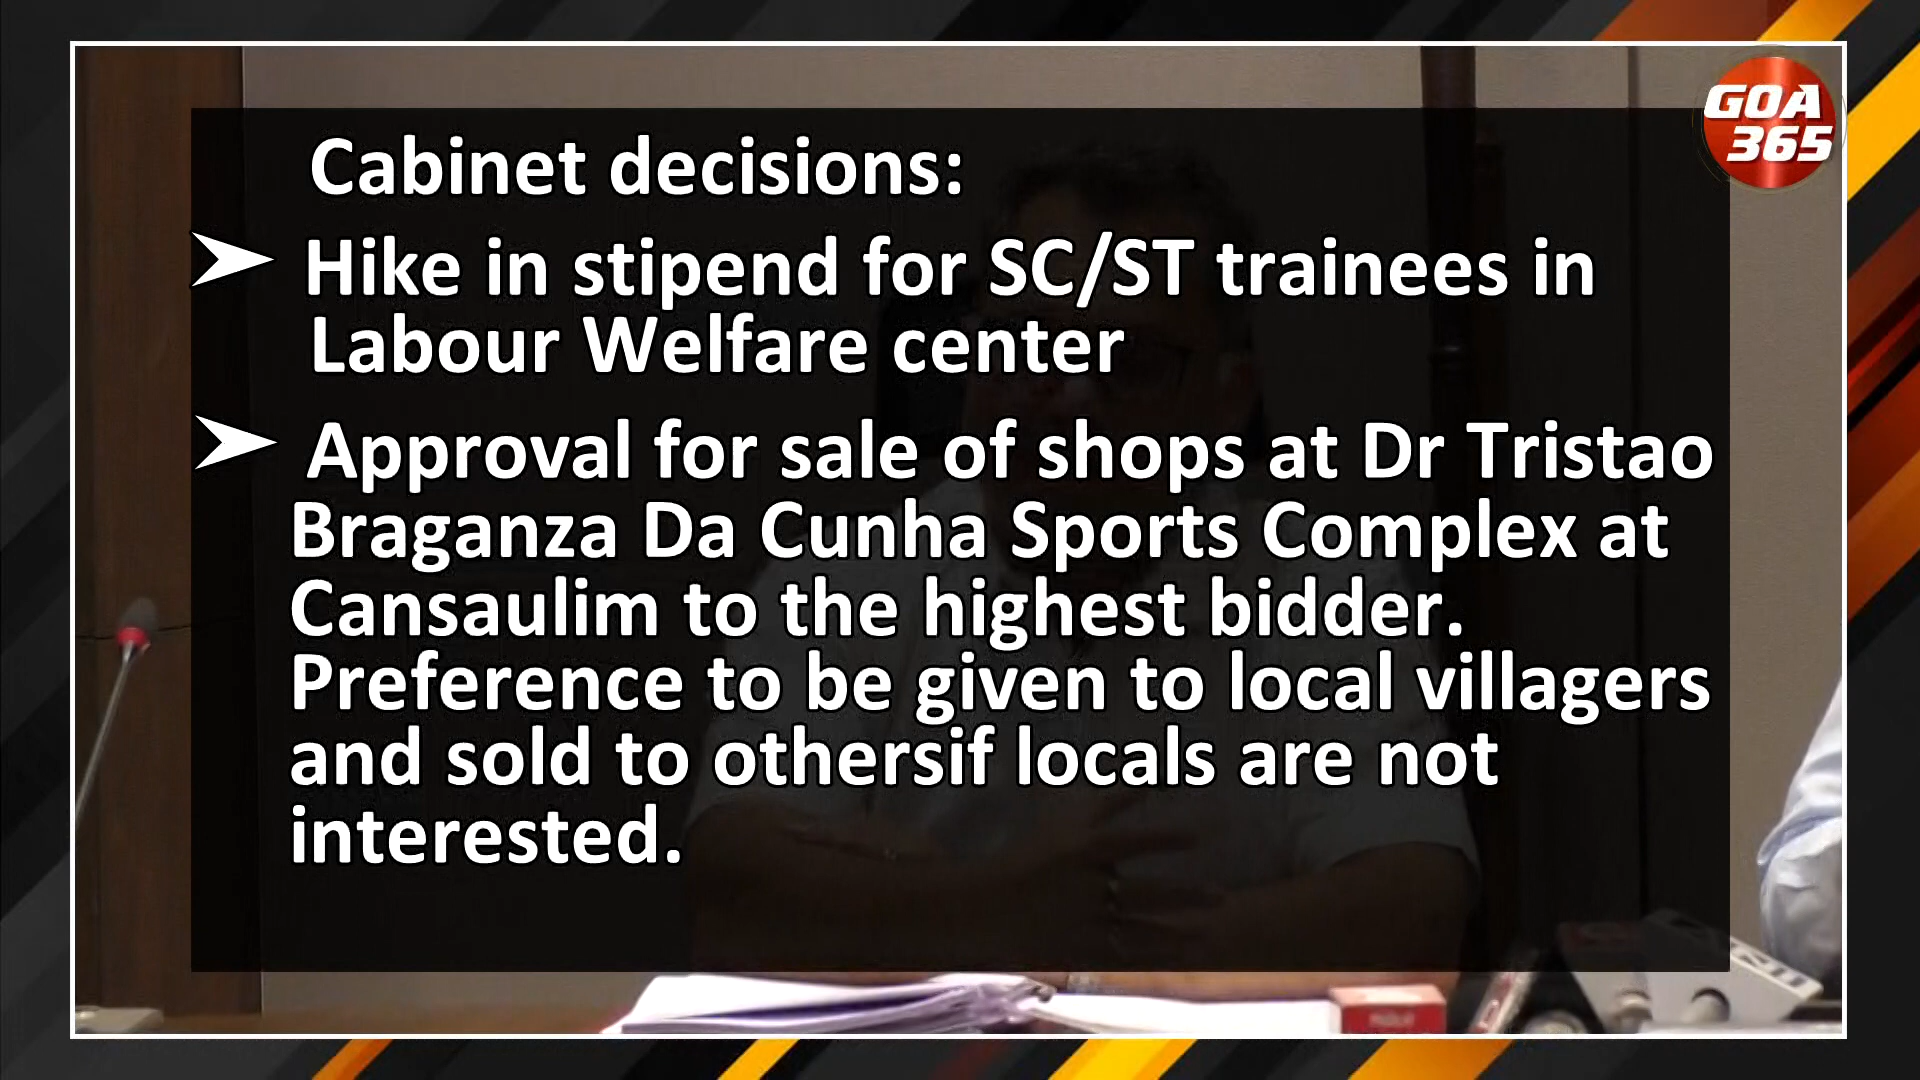 GOA
365
Cabinet decisions:
Hike in stipend for SC/ST trainees in
Labour Welfare center
Approval for sale of shops at Dr Tristao
Braganza Da Cunha Sports Complex at
Cansaulim to the highest bidder.
Preference to be given to local villagers
and sold to othersif locals are not
interested.